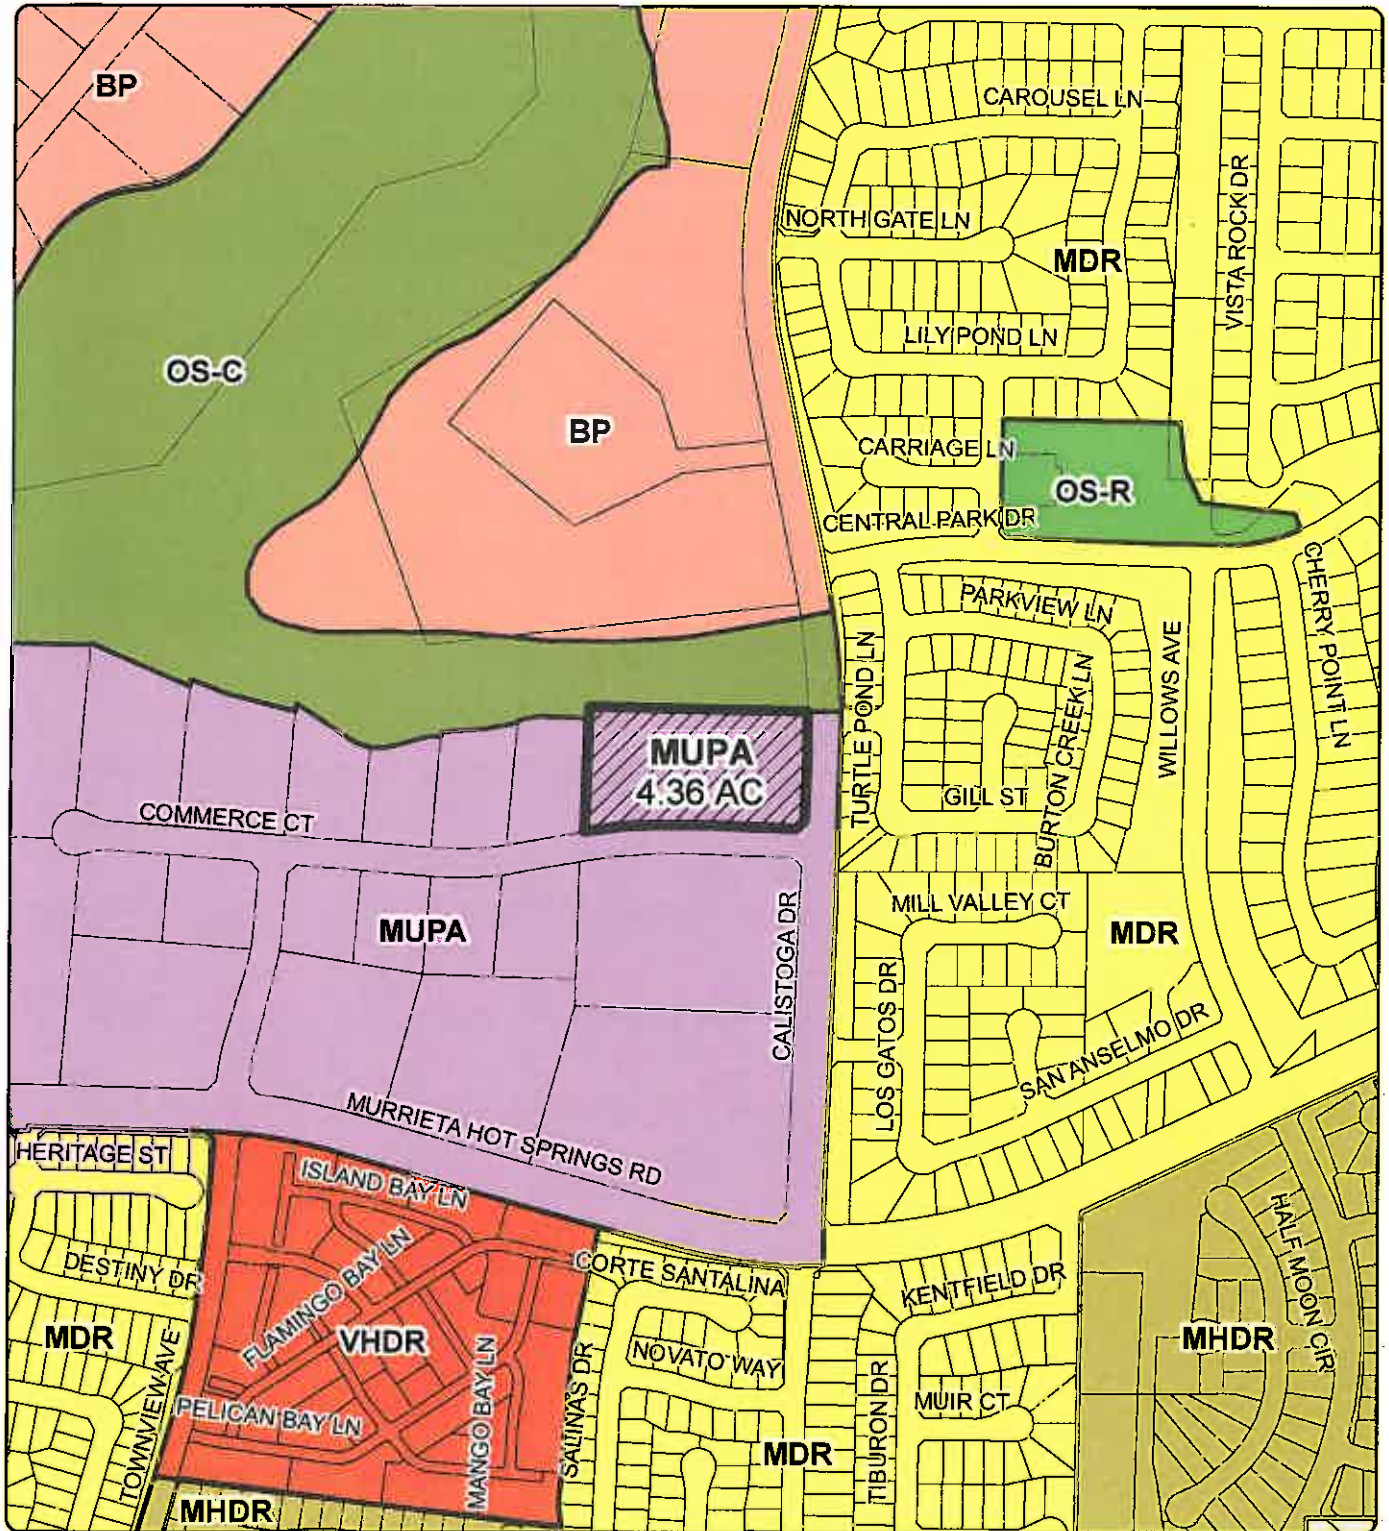 BP
CAROUSEL LN
VISTA ROCK DR
NORTH GATE LN
MDR
LILY POND LN
OS-C
BP
CARRIAGE LN
OS-R
CENTRAL PARK DR
CHERRY POINT LN
PARKVIEW LN
TURTLE POND LN
BURTON CREEK LN
WILLOWS AVE
MUPA
4.36 AC
GILL ST
COMMERCE CT
MILL VALLEY CT
MUPA
MDR
CALISTOGA DR
LOS GATOS DR
SAN ANSELMO DR
MURRIETA HOT SPRINGS RD
HERITAGE ST
ISLAND BAY LN
HALF MOON CIR
DESTINY DR
FLAMINGO BAY LN
CORTE SANTALINA
KENTFIELD DR
MDR
VHDR
MHDR
NOVATO WAY
TOWNVIEW AVE
MANGO BAY LN
SALINAS DR
TIBURON DR
MUIR CT
PELICAN BAY LN
MDR
MHDR